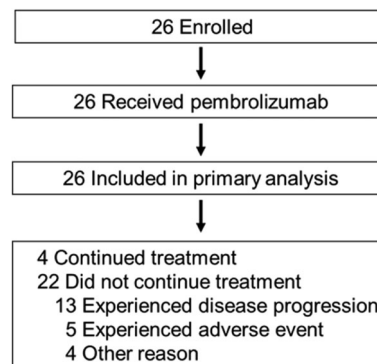 26 Enrolled
26 Received pembrolizumab
26 Included in primary analysis
4 Continued treatment
22 Did not continue treatment
13 Experienced disease progression
5 Experienced adverse event
4 Other reason